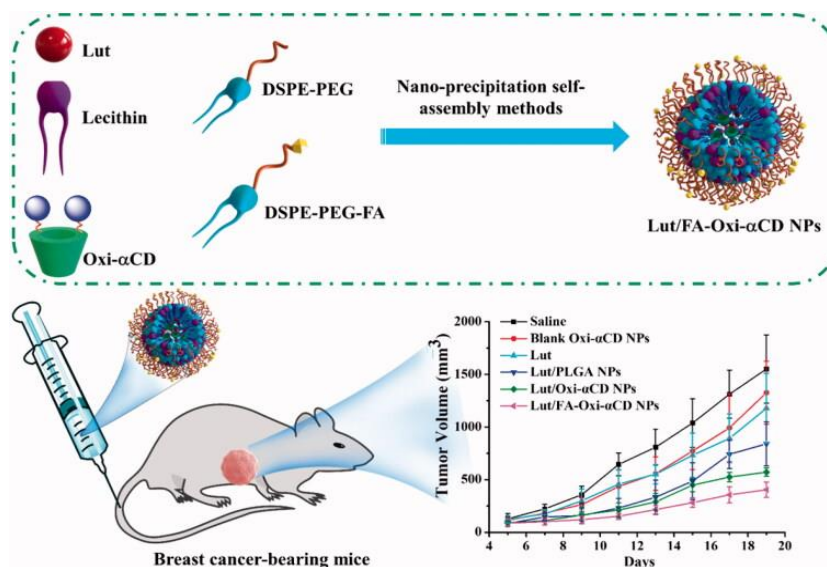 Lut
Lecithin
Oxi-αCD
DSPE-PEG
DSPE-PEG-FA
Nano-precipitation self-
assembly methods
Lut/FA-Oxi-αCD NPs
Breast cancer-bearing mice
Tumor Volume (mm³)
2000
1500
1000
500
0
Saline
Blank Oxi-αCD NPs
Lut
Lut/PLGA NPs
Lut/Oxi-αCD NPs
Lut/FA-Oxi-αCD NPs
4 6 8 10 12 14 16 18 20
Days